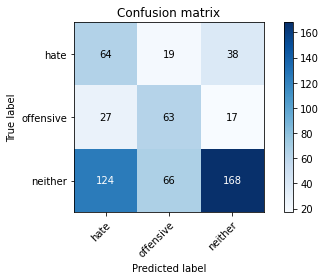 Confusion matrix
hate 64 19 38
offensive 27 63 17
neither 124 66 168
hate offensive neither
160
140
120
100
80
60
40
20
True label
Predicted label